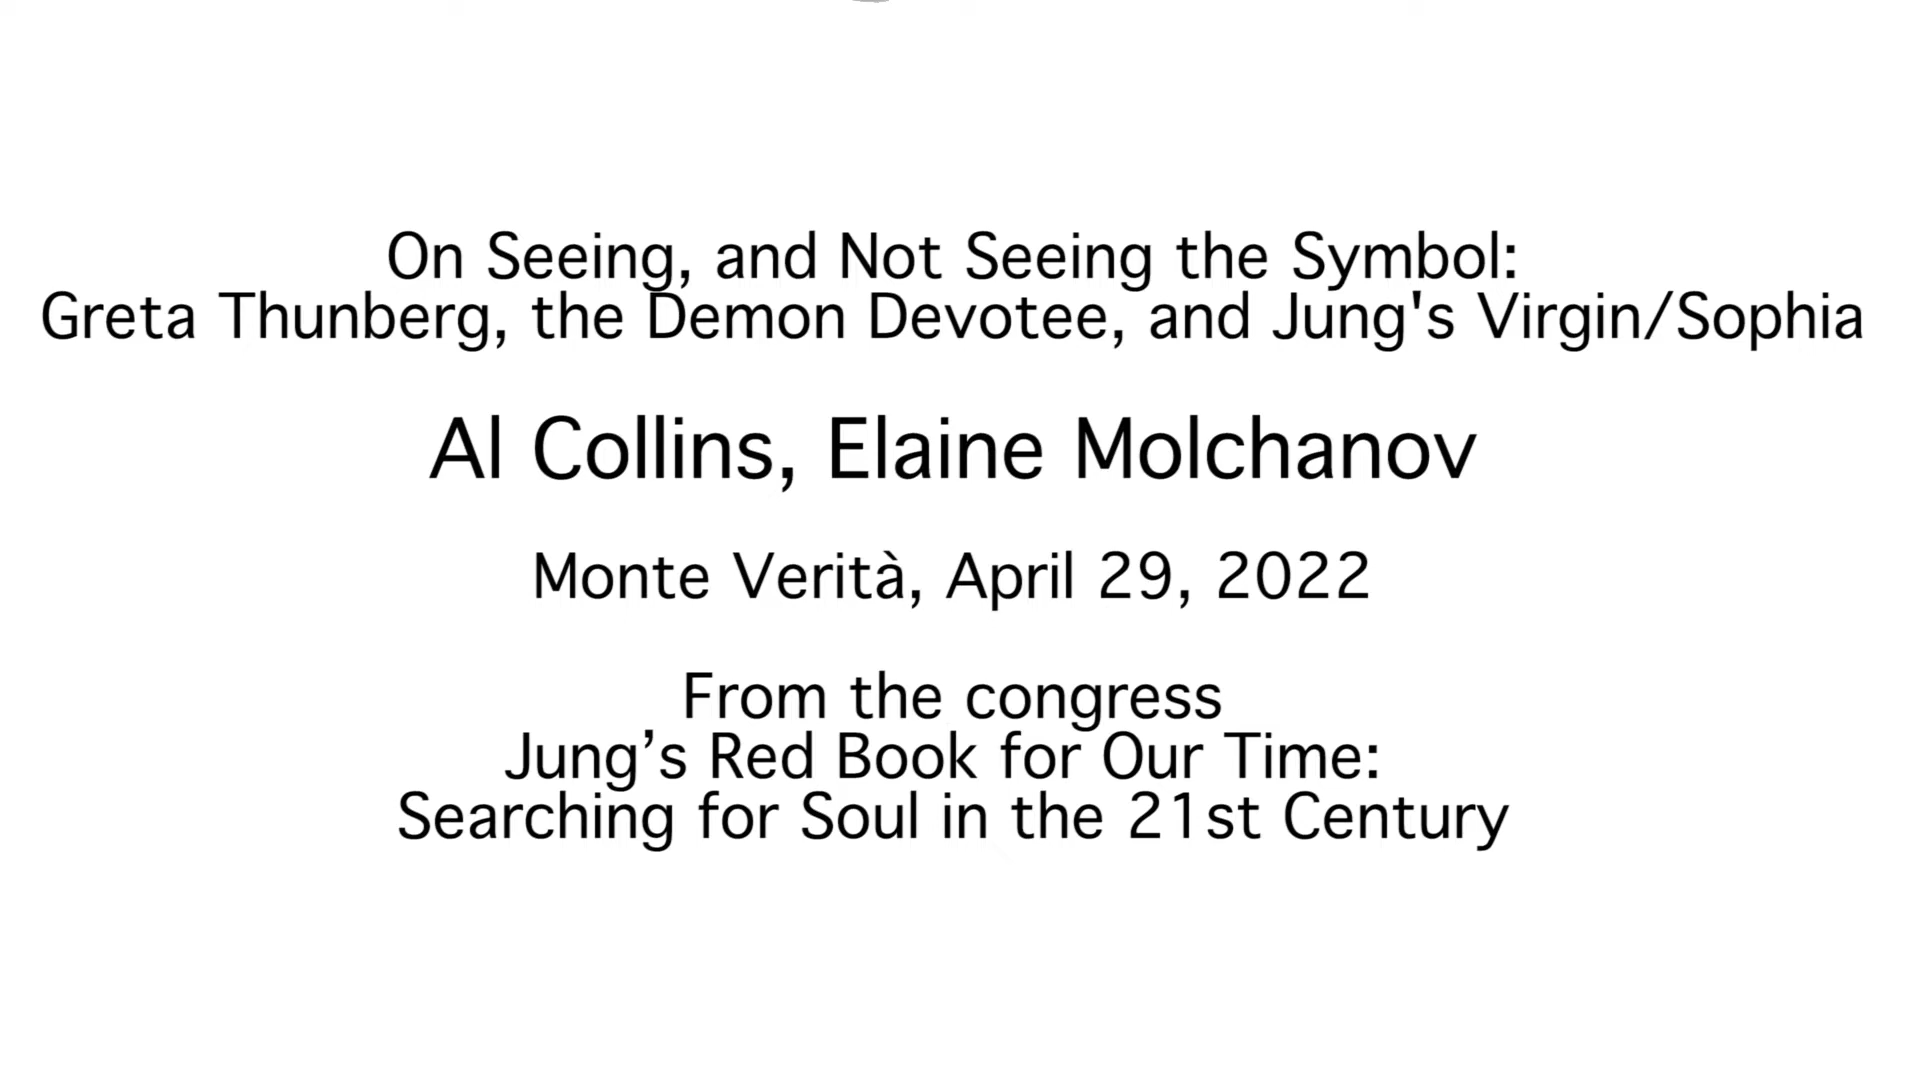 On Seeing, and Not Seeing the Symbol:
Greta Thunberg, the Demon Devotee, and Jung's Virgin/Sophia
Al Collins, Elaine Molchanov
Monte Verità, April 29, 2022
From the congress
Jung’s Red Book for Our Time:
Searching for Soul in the 21st Century